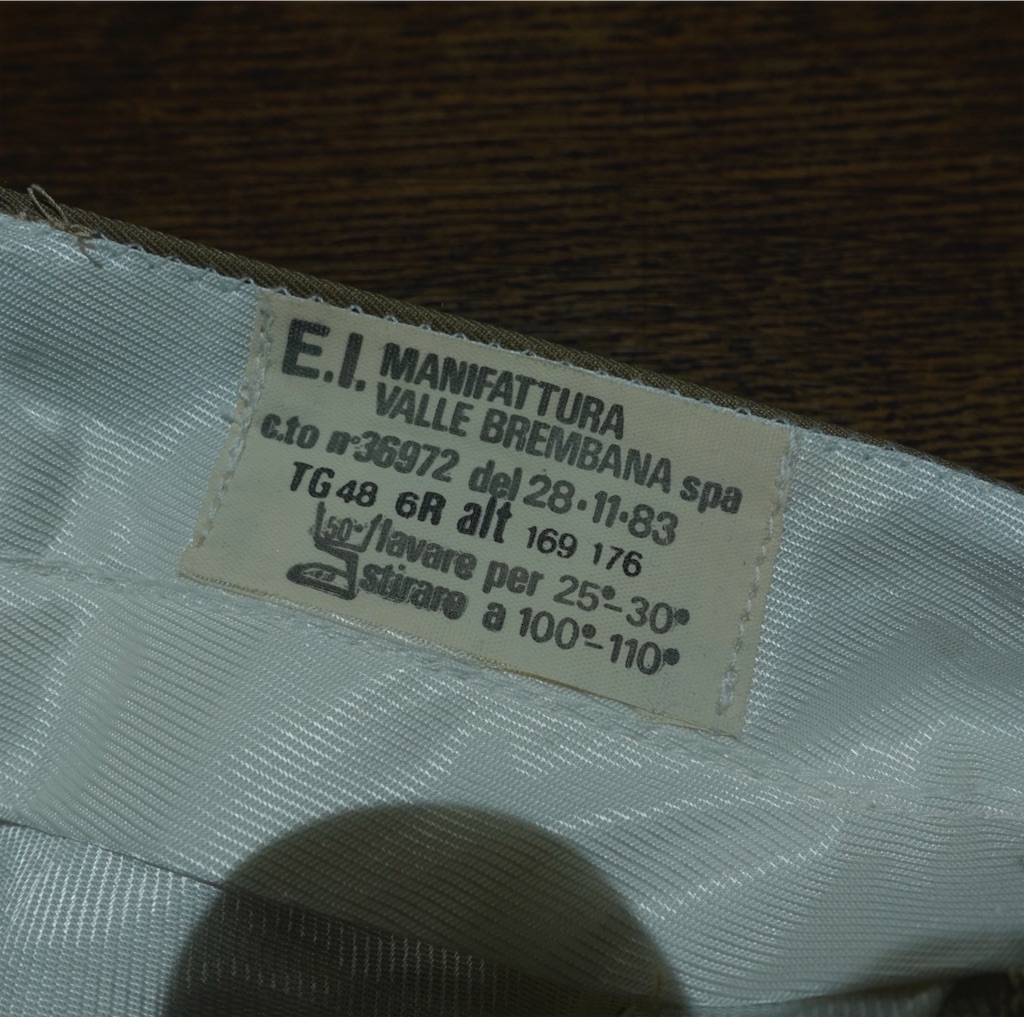 E.I. MANIFATTURA
VALLE BREMBANA spa
c.to n°36972 del 28·11·83
TG 48 6R alt 169 176
50° / lavare per 25°-30°
stirare a 100°-110°